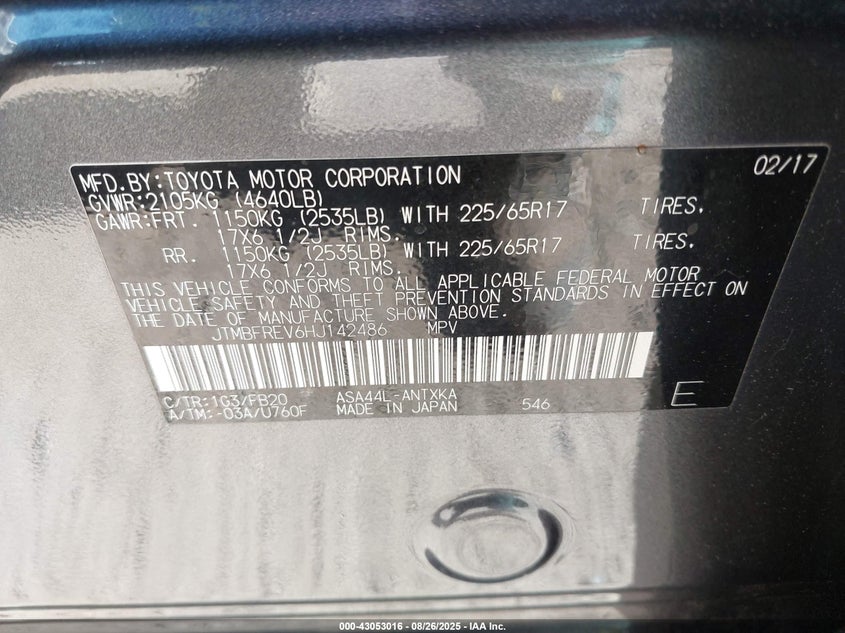 02/17
MFD.BY:TOYOTA MOTOR CORPORATION
GVWR:2105KG (4640LB)
GAWR:FRT. 1150KG (2535LB) WITH 225/65R17 TIRES,
17X6 1/2J RIMS.
RR. 1150KG (2535LB) WITH 225/65R17 TIRES,
17X6 1/2J RIMS.
THIS VEHICLE CONFORMS TO ALL APPLICABLE FEDERAL MOTOR
VEHICLE SAFETY AND THEFT PREVENTION STANDARDS IN EFFECT ON
THE DATE OF MANUFACTURE SHOWN ABOVE.
JTMBFREV6HJ142486 MPV
C/TR:1G3/FB20 ASA44L-ANTXKA
A/TM:-03A/U760F MADE IN JAPAN 546 E
000-43053016 - 08/26/2025 - IAA Inc.